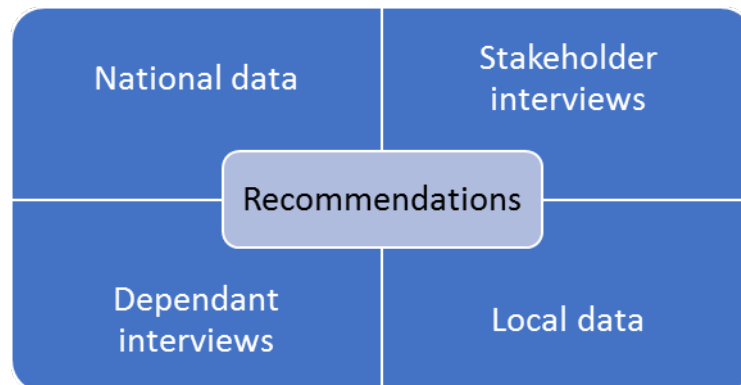 National data
Stakeholder
interviews
Recommendations
Dependant
interviews
Local data